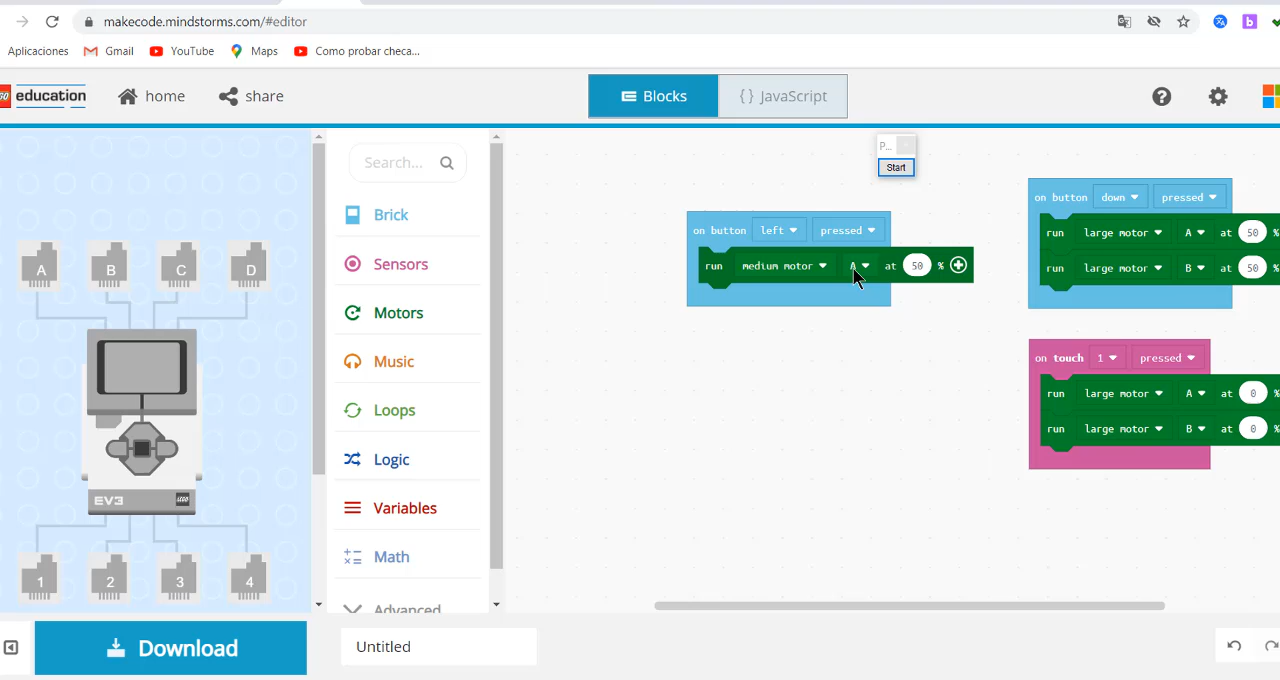 makecode.mindstorms.com/#editor
Aplicaciones Gmail YouTube Maps Como probar checa...
education home share Blocks { } JavaScript
P...
Start
Search...
Brick
Sensors
Motors
Music
Loops
Logic
Variables
Math
Advanced
A B C D
EV3
1 2 3 4
on button left pressed
run medium motor A at 50 %
on button down pressed
run large motor A at 50 %
run large motor B at 50 %
on touch 1 pressed
run large motor A at 0 %
run large motor B at 0 %
Download
Untitled